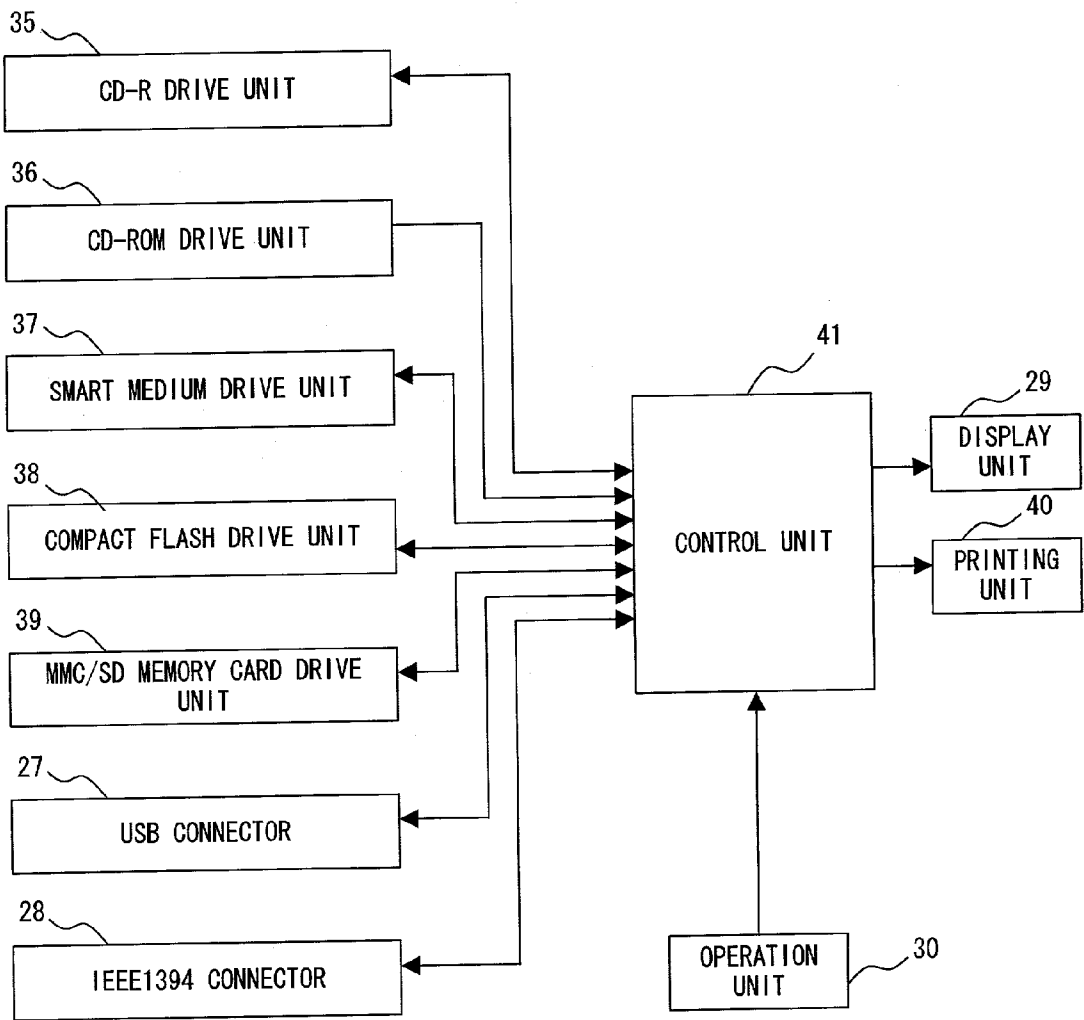 35
CD-R DRIVE UNIT
36
CD-ROM DRIVE UNIT
37
SMART MEDIUM DRIVE UNIT
38
COMPACT FLASH DRIVE UNIT
39
MMC/SD MEMORY CARD DRIVE
UNIT
27
USB CONNECTOR
28
IEEE1394 CONNECTOR
41
CONTROL UNIT
29
DISPLAY
UNIT
40
PRINTING
UNIT
OPERATION
UNIT
30